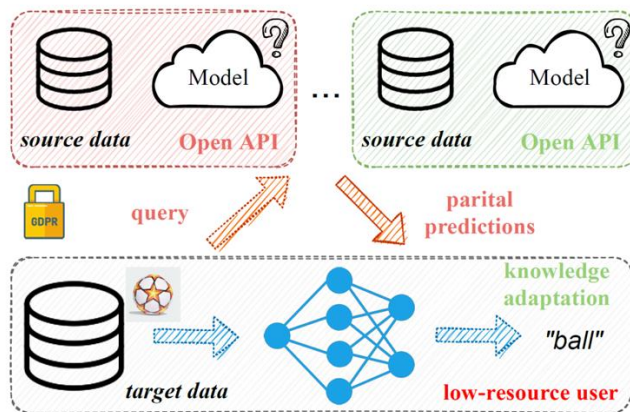 ?
Model
source data
Open API
...
?
Model
source data
Open API
GDPR
query
parital
predictions
knowledge
adaptation
"ball"
target data
low-resource user